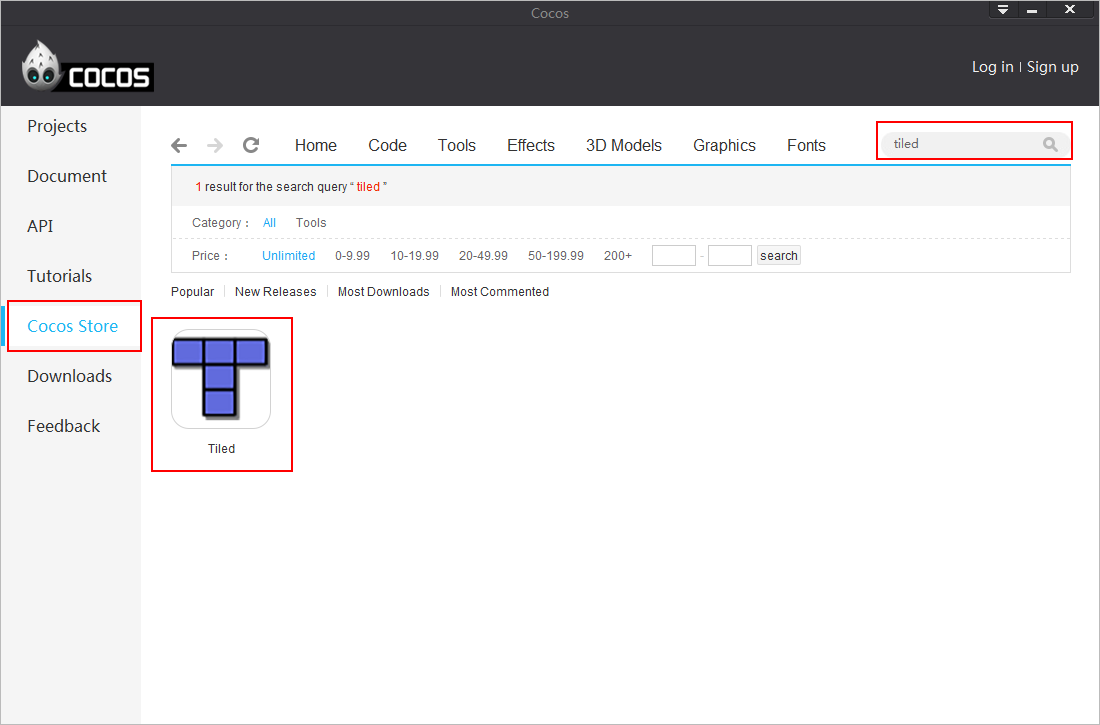 Cocos
COCOS
Log in | Sign up
Projects
Document
API
Tutorials
Cocos Store
Downloads
Feedback
Home Code Tools Effects 3D Models Graphics Fonts
tiled
1 result for the search query “ tiled ”
Category : All Tools
Price : Unlimited 0-9.99 10-19.99 20-49.99 50-199.99 200+ - search
Popular New Releases Most Downloads Most Commented
Tiled